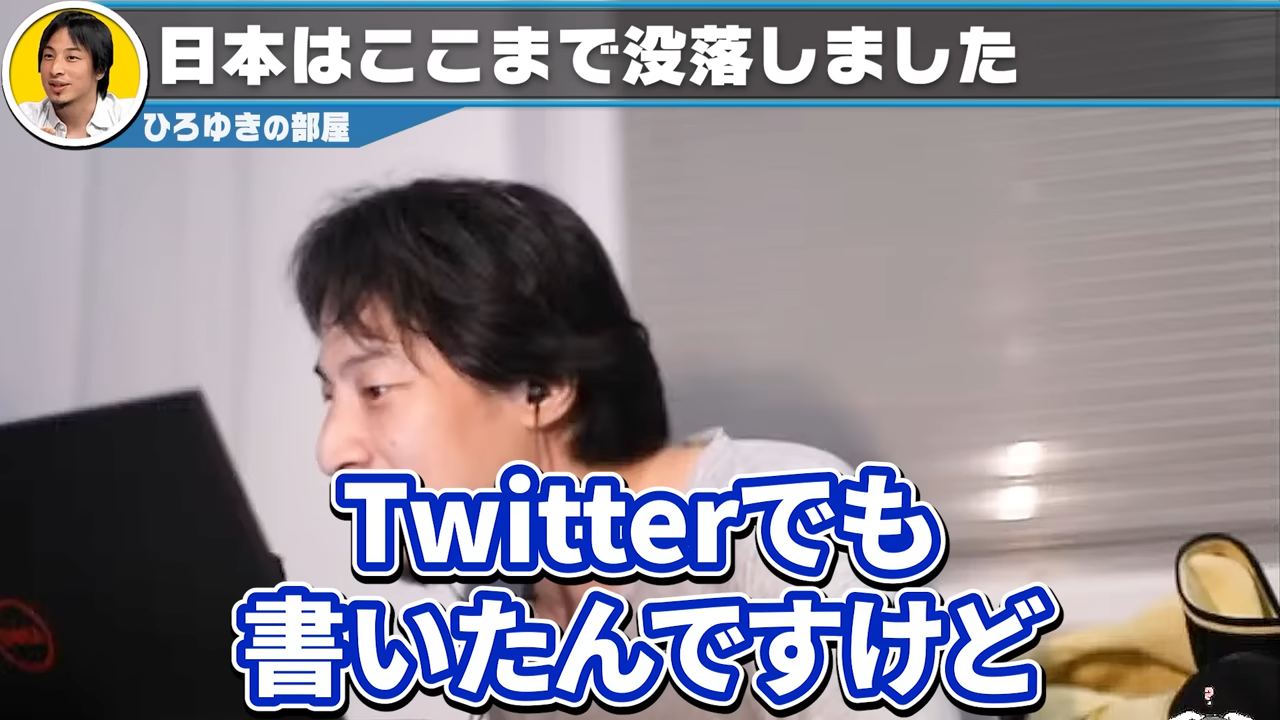 日本はここまで没落しました
ひろゆきの部屋
Twitterでも
書いたんですけど
DELL
?